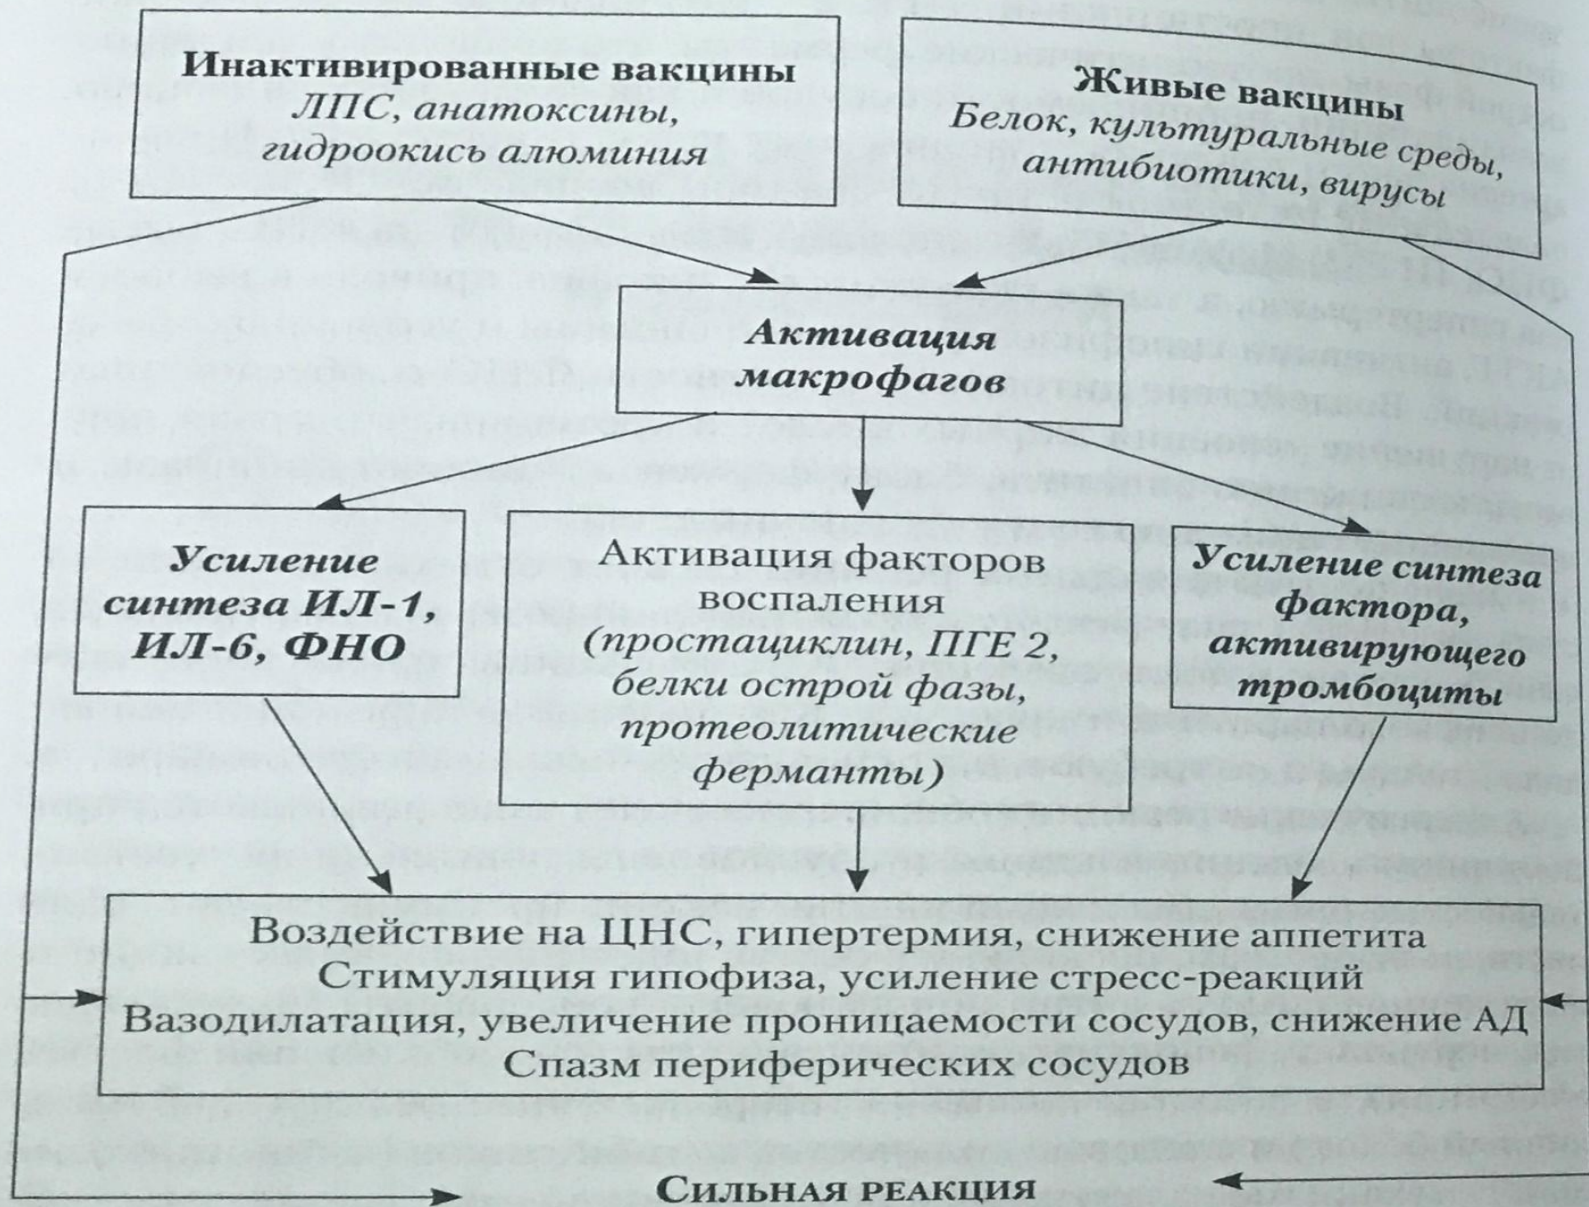 Инактивированные вакцины
ЛПС, анатоксины,
гидроокись алюминия
Живые вакцины
Белок, культуральные среды,
антибиотики, вирусы
Активация
макрофагов
Усиление
синтеза ИЛ-1,
ИЛ-6, ФНО
Активация факторов
воспаления
(простациклин, ПГЕ 2,
белки острой фазы,
протеолитические
ферманты)
Усиление синтеза
фактора,
активирующего
тромбоциты
Воздействие на ЦНС, гипертермия, снижение аппетита
Стимуляция гипофиза, усиление стресс-реакций
Вазодилатация, увеличение проницаемости сосудов, снижение АД
Спазм периферических сосудов
Сильная реакция